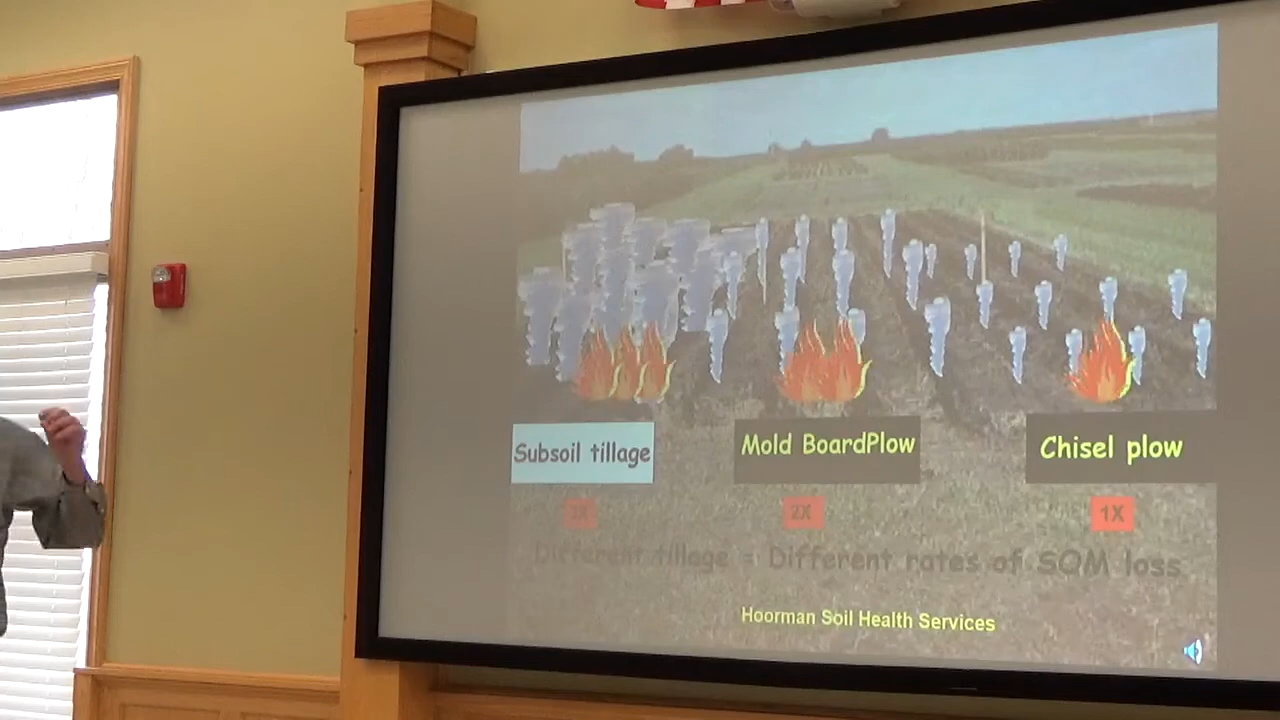 Subsoil tillage
Mold BoardPlow
Chisel plow
3X
2X
1X
Different tillage = Different rates of SOM loss
Hoorman Soil Health Services